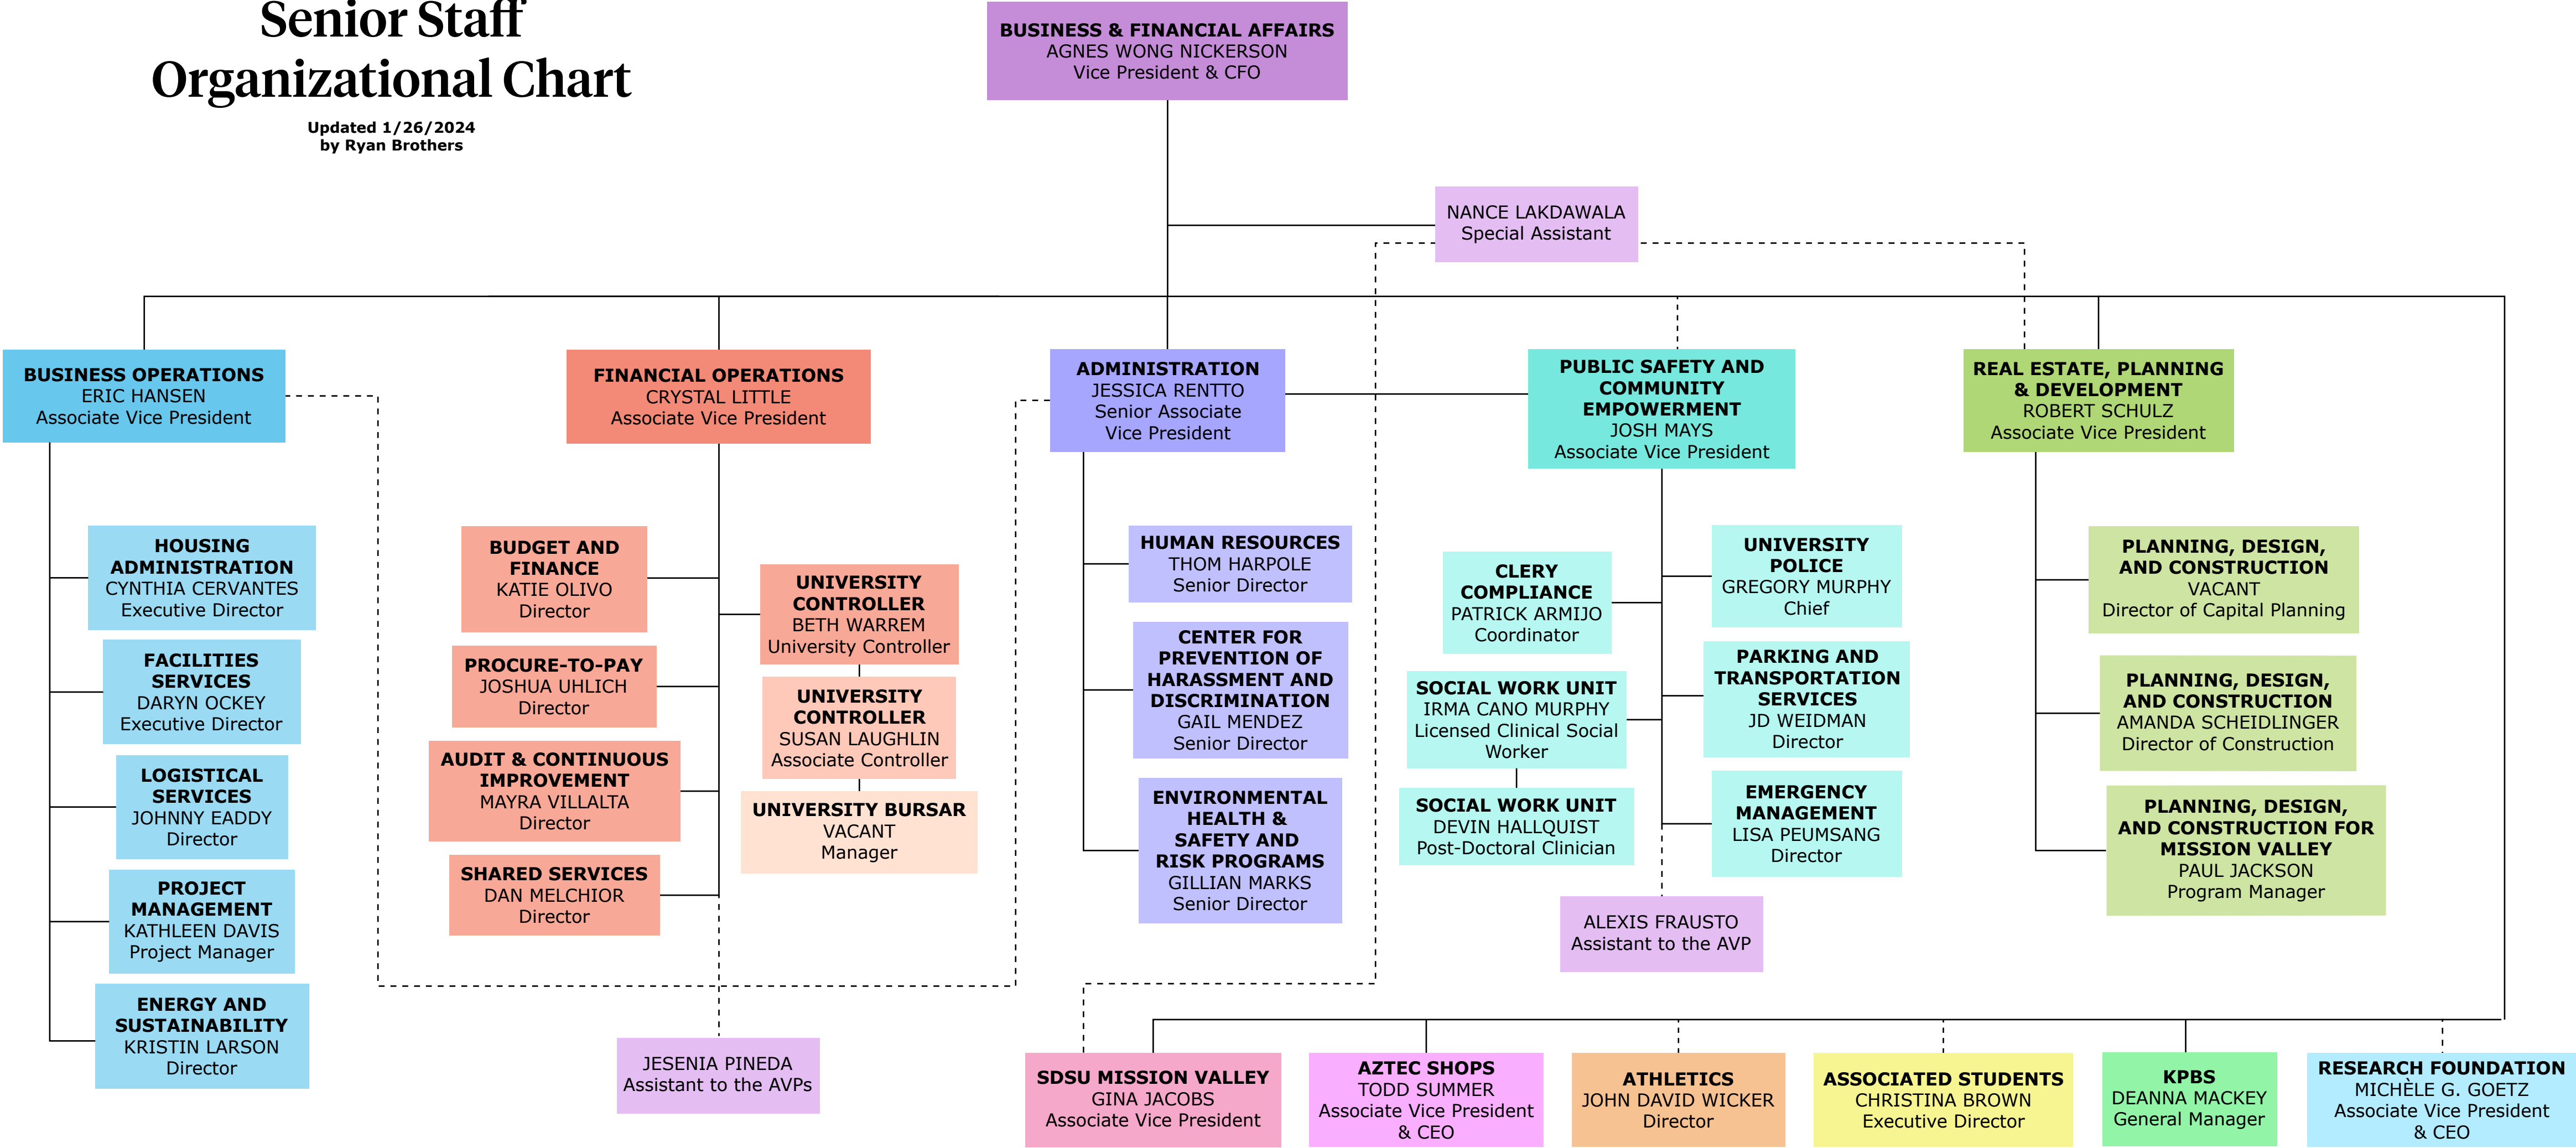 Senior Staff
Organizational Chart
Updated 1/26/2024
by Ryan Brothers
BUSINESS & FINANCIAL AFFAIRS
AGNES WONG NICKERSON
Vice President & CFO
NANCE LAKDAWALA
Special Assistant
BUSINESS OPERATIONS
ERIC HANSEN
Associate Vice President
FINANCIAL OPERATIONS
CRYSTAL LITTLE
Associate Vice President
ADMINISTRATION
JESSICA RENTTO
Senior Associate
Vice President
PUBLIC SAFETY AND
COMMUNITY
EMPOWERMENT
JOSH MAYS
Associate Vice President
REAL ESTATE, PLANNING
& DEVELOPMENT
ROBERT SCHULZ
Associate Vice President
HOUSING
ADMINISTRATION
CYNTHIA CERVANTES
Executive Director
FACILITIES
SERVICES
DARYN OCKEY
Executive Director
LOGISTICAL
SERVICES
JOHNNY EADDY
Director
PROJECT
MANAGEMENT
KATHLEEN DAVIS
Project Manager
ENERGY AND
SUSTAINABILITY
KRISTIN LARSON
Director
BUDGET AND
FINANCE
KATIE OLIVO
Director
PROCURE-TO-PAY
JOSHUA UHLICH
Director
AUDIT & CONTINUOUS
IMPROVEMENT
MAYRA VILLALTA
Director
SHARED SERVICES
DAN MELCHIOR
Director
UNIVERSITY
CONTROLLER
BETH WARREM
University Controller
UNIVERSITY
CONTROLLER
SUSAN LAUGHLIN
Associate Controller
UNIVERSITY BURSAR
VACANT
Manager
JESENIA PINEDA
Assistant to the AVPs
HUMAN RESOURCES
THOM HARPOLE
Senior Director
CENTER FOR
PREVENTION OF
HARASSMENT AND
DISCRIMINATION
GAIL MENDEZ
Senior Director
ENVIRONMENTAL
HEALTH &
SAFETY AND
RISK PROGRAMS
GILLIAN MARKS
Senior Director
CLERY
COMPLIANCE
PATRICK ARMIJO
Coordinator
SOCIAL WORK UNIT
IRMA CANO MURPHY
Licensed Clinical Social
Worker
SOCIAL WORK UNIT
DEVIN HALLQUIST
Post-Doctoral Clinician
UNIVERSITY
POLICE
GREGORY MURPHY
Chief
PARKING AND
TRANSPORTATION
SERVICES
JD WEIDMAN
Director
EMERGENCY
MANAGEMENT
LISA PEUMSANG
Director
ALEXIS FRAUSTO
Assistant to the AVP
PLANNING, DESIGN,
AND CONSTRUCTION
VACANT
Director of Capital Planning
PLANNING, DESIGN,
AND CONSTRUCTION
AMANDA SCHEIDLINGER
Director of Construction
PLANNING, DESIGN,
AND CONSTRUCTION FOR
MISSION VALLEY
PAUL JACKSON
Program Manager
SDSU MISSION VALLEY
GINA JACOBS
Associate Vice President
AZTEC SHOPS
TODD SUMMER
Associate Vice President
& CEO
ATHLETICS
JOHN DAVID WICKER
Director
ASSOCIATED STUDENTS
CHRISTINA BROWN
Executive Director
KPBS
DEANNA MACKEY
General Manager
RESEARCH FOUNDATION
MICHÈLE G. GOETZ
Associate Vice President
& CEO